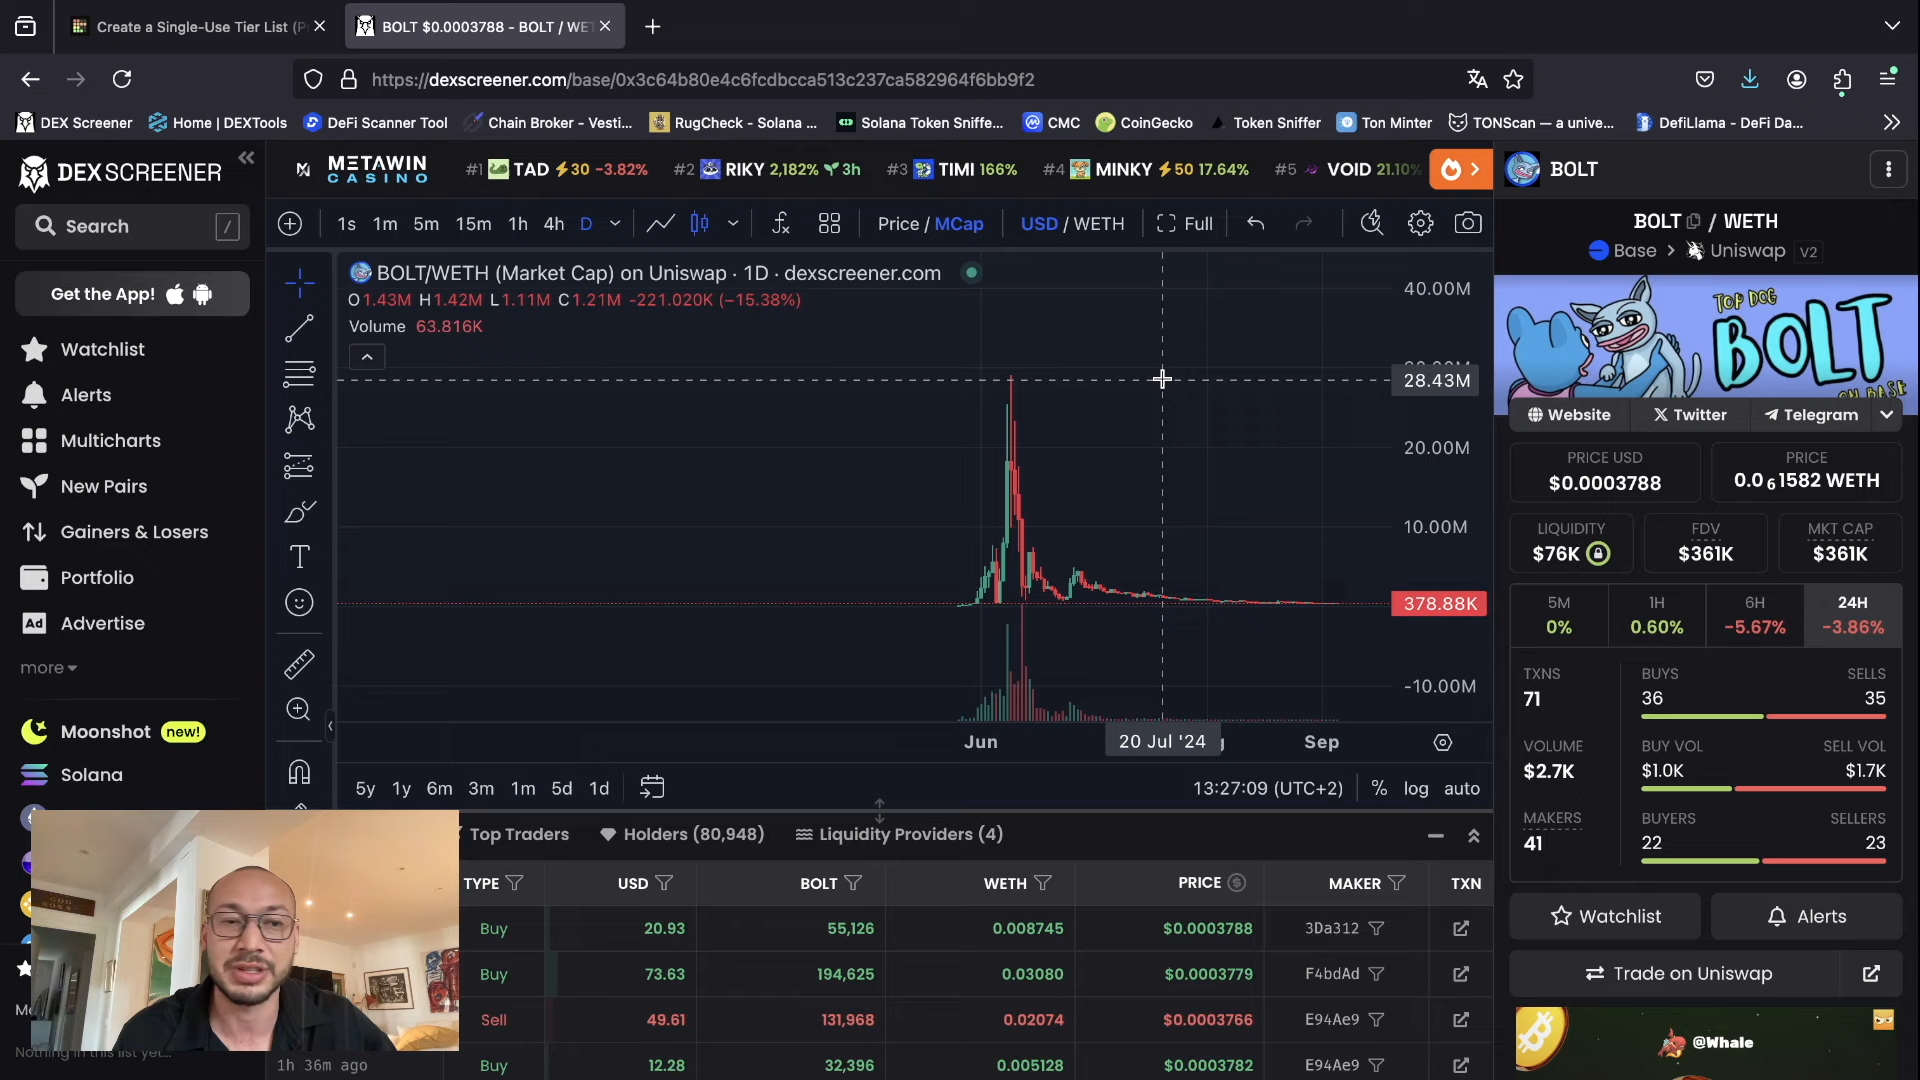 Create a Single-Use Tier List (P
BOLT $0.0003788 - BOLT / WE
https://dexscreener.com/base/0x3c64b80e4c6fcdbcca513c237ca582964f6bb9f2
DEX Screener
Home | DEXTools
DeFi Scanner Tool
Chain Broker - Vesti...
RugCheck - Solana ...
Solana Token Sniffe...
CMC
CoinGecko
Token Sniffer
Ton Minter
TONScan — a unive...
DefiLlama - DeFi Da...
DEX SCREENER
Search /
Get the App!
Watchlist
Alerts
Multicharts
New Pairs
Gainers & Losers
Portfolio
Ad Advertise
more
Moonshot new!
Solana
Nothing in this list yet...
METAWIN CASINO
#1 TAD 30 -3.82%
#2 RIKY 2,182% 3h
#3 TIMI 166%
#4 MINKY 50 17.64%
#5 VOID 21.10%
1s 1m 5m 15m 1h 4h D
Price / MCap
USD / WETH
Full
BOLT/WETH (Market Cap) on Uniswap · 1D · dexscreener.com
O1.43M H1.42M L1.11M C1.21M -221.020K (−15.38%)
Volume 63.816K
40.00M
28.43M
20.00M
10.00M
378.88K
-10.00M
Jun
20 Jul '24
Sep
5y 1y 6m 3m 1m 5d 1d
13:27:09 (UTC+2)
% log auto
Top Traders
Holders (80,948)
Liquidity Providers (4)
TYPE USD BOLT WETH PRICE MAKER TXN
Buy 20.93 55,126 0.008745 $0.0003788 3Da312
Buy 73.63 194,625 0.03080 $0.0003779 F4bdAd
Sell 49.61 131,968 0.02074 $0.0003766 E94Ae9
1h 36m ago Buy 12.28 32,396 0.005128 $0.0003782 E94Ae9
BOLT
BOLT / WETH
Base > Uniswap V2
TOP DOG
BOLT
ON BASE
Website
Twitter
Telegram
PRICE USD
$0.0003788
PRICE
0.0₆1582 WETH
LIQUIDITY
$76K
FDV
$361K
MKT CAP
$361K
5M
0%
1H
0.60%
6H
-5.67%
24H
-3.86%
TXNS
71
BUYS
36
SELLS
35
VOLUME
$2.7K
BUY VOL
$1.0K
SELL VOL
$1.7K
MAKERS
41
BUYERS
22
SELLERS
23
Watchlist
Alerts
Trade on Uniswap
@Whale